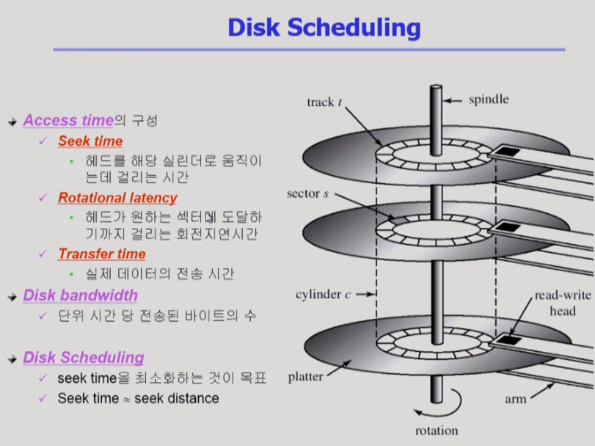 Disk Scheduling
Access time의 구성
Seek time
헤드를 해당 실린더로 움직이
는데 걸리는 시간
Rotational latency
헤드가 원하는 섹터에 도달하
기까지 걸리는 회전지연시간
Transfer time
실제 데이터의 전송 시간
Disk bandwidth
단위 시간 당 전송된 바이트의 수
Disk Scheduling
seek time을 최소화하는 것이 목표
Seek time ≈ seek distance
track t
spindle
sector s
cylinder c
read-write
head
platter
arm
rotation